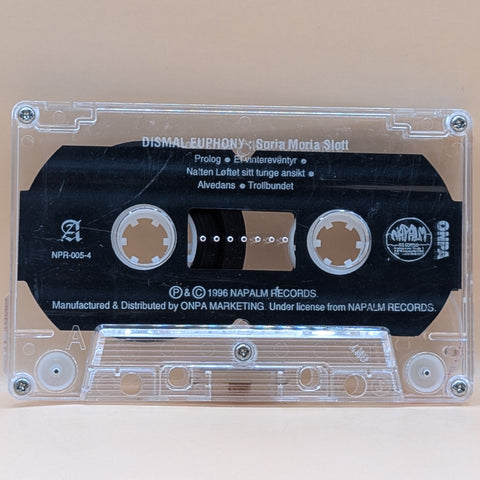 DISMAL EUPHONY : Soria Moria Slott
Prolog ● Et vintereventyr ●
Natten Løftet sitt tunge ansikt ●
Alvedans ● Trollbundet
A
NPR-005-4
NAPALM
RECORDS
ONPA
Ⓟ & © 1996 NAPALM RECORDS.
Manufactured & Distributed by ONPA MARKETING. Under license from NAPALM RECORDS.
A